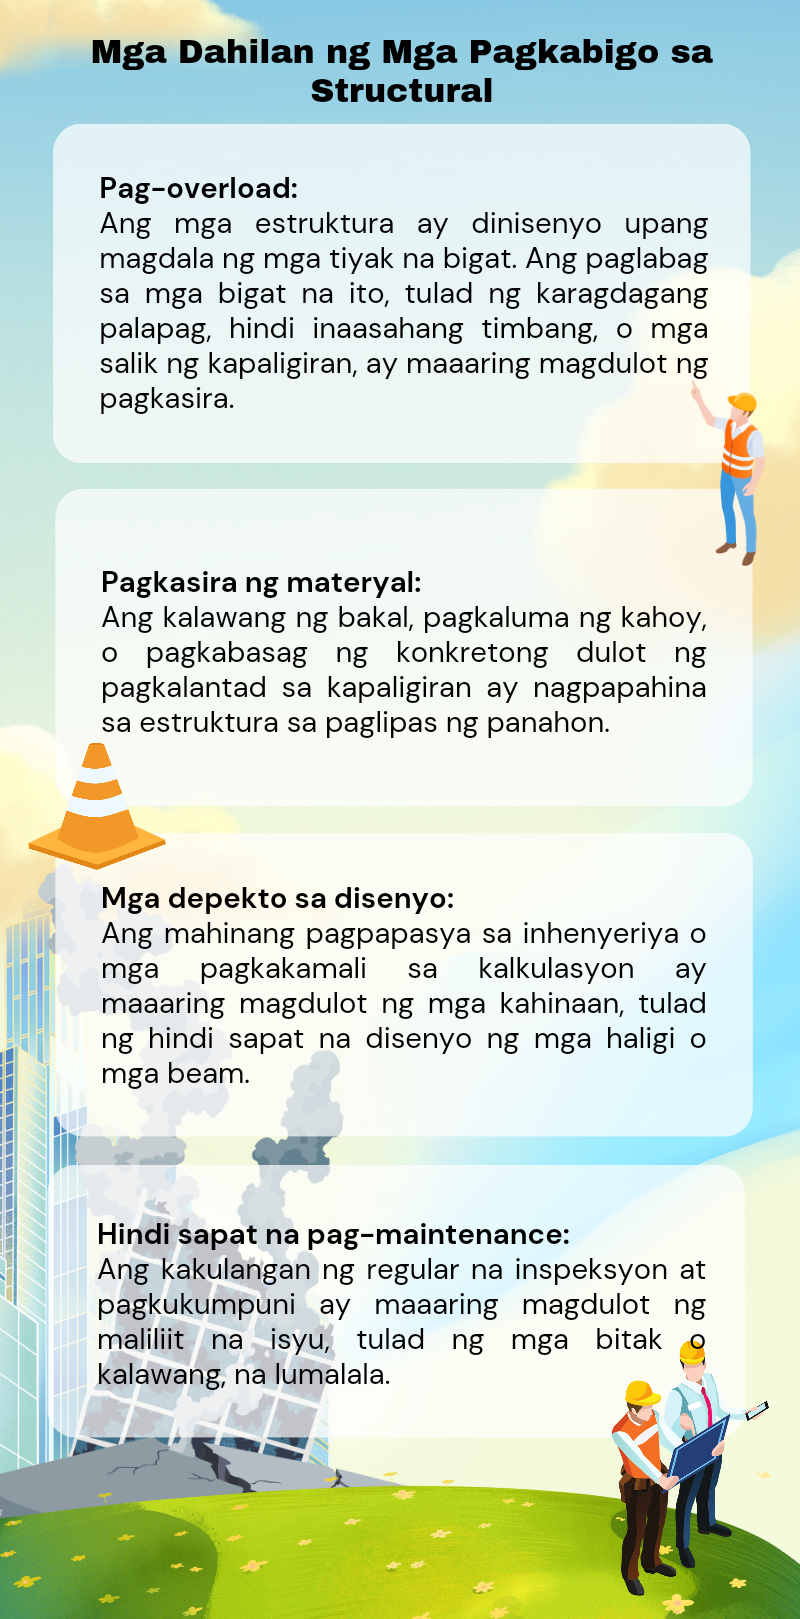 Mga Dahilan ng Mga Pagkabigo sa
Structural
Pag-overload:
Ang mga estruktura ay dinisenyo upang
magdala ng mga tiyak na bigat. Ang paglabag
sa mga bigat na ito, tulad ng karagdagang
palapag, hindi inaasahang timbang, o mga
salik ng kapaligiran, ay maaaring magdulot ng
pagkasira.
Pagkasira ng materyal:
Ang kalawang ng bakal, pagkaluma ng kahoy,
o pagkabasag ng konkretong dulot ng
pagkalantad sa kapaligiran ay nagpapahina
sa estruktura sa paglipas ng panahon.
Mga depekto sa disenyo:
Ang mahinang pagpapasya sa inhenyeriya o
mga pagkakamali sa kalkulasyon ay
maaaring magdulot ng mga kahinaan, tulad
ng hindi sapat na disenyo ng mga haligi o
mga beam.
Hindi sapat na pag-maintenance:
Ang kakulangan ng regular na inspeksyon at
pagkukumpuni ay maaaring magdulot ng
maliliit na isyu, tulad ng mga bitak o
kalawang, na lumalala.